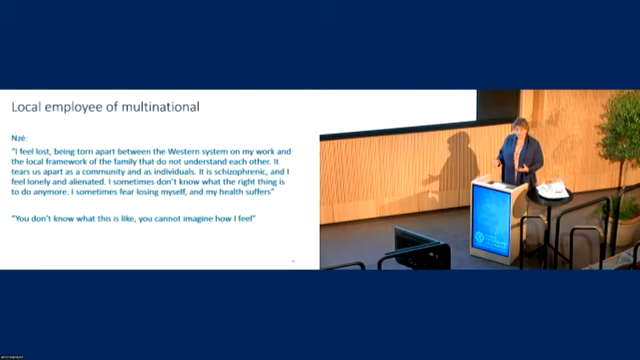 Local employee of multinational
Nzé:
"I feel lost, being torn apart between the Western system on my work and
the local framework of the family that do not understand each other. It
tears us apart as a community and as individuals. It is schizophrenic, and I
feel lonely and alienated. I sometimes don't know what the right thing is
to do anymore. I sometimes fear losing myself, and my health suffers"
"You don't know what this is like, you cannot imagine how I feel"